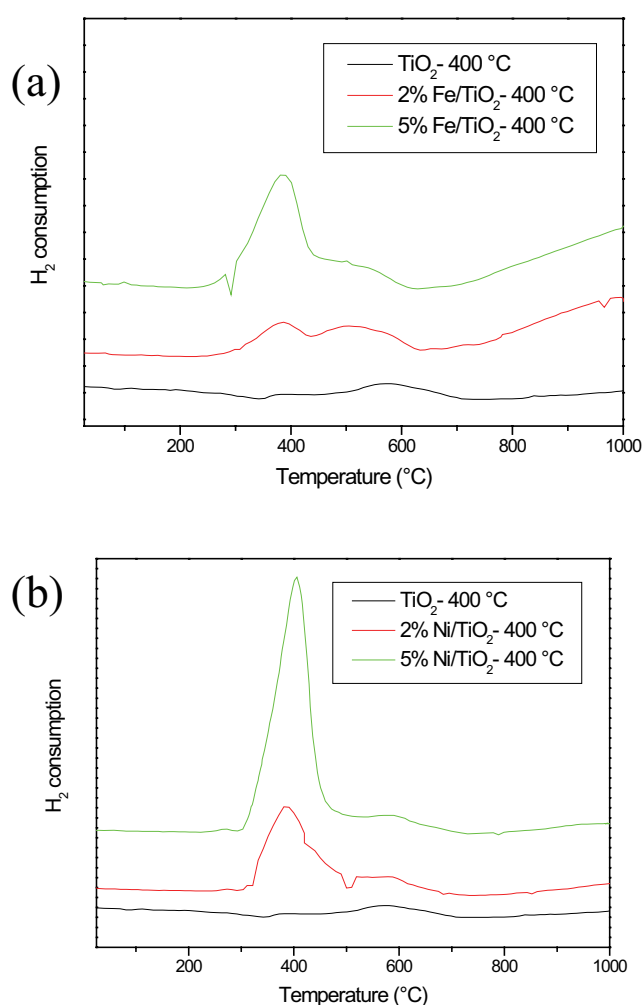 (a)
TiO₂- 400 °C
2% Fe/TiO₂- 400 °C
5% Fe/TiO₂- 400 °C
H₂ consumption
200 400 600 800 1000
Temperature (°C)
(b)
TiO₂- 400 °C
2% Ni/TiO₂- 400 °C
5% Ni/TiO₂- 400 °C
H₂ consumption
200 400 600 800 1000
Temperature (°C)